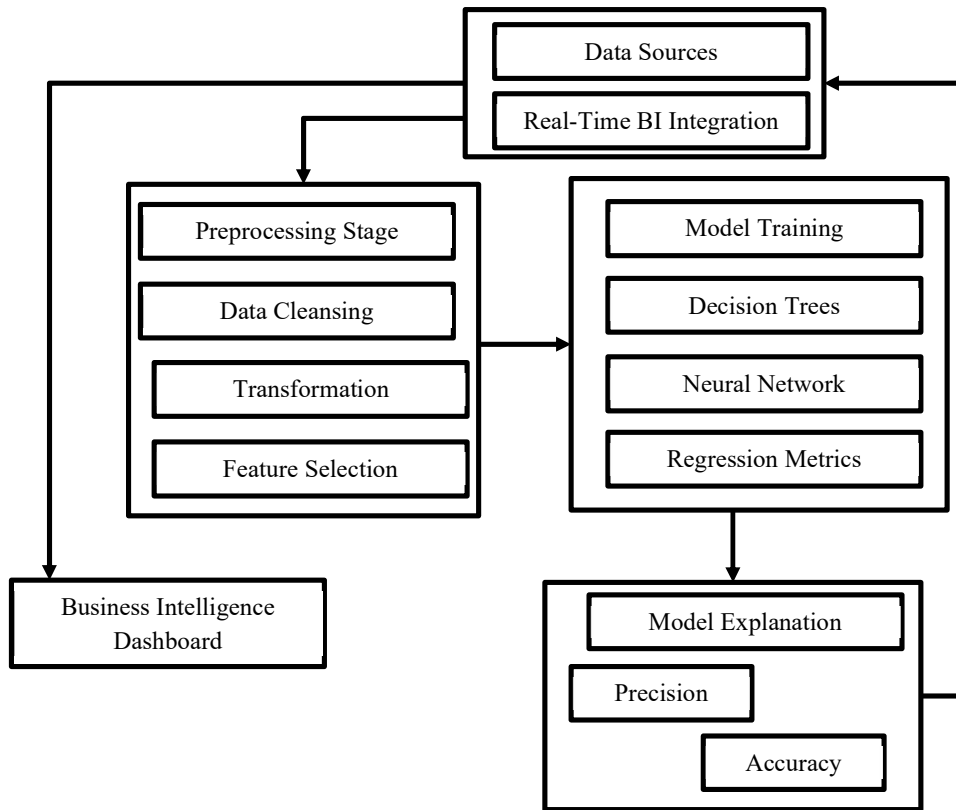 Data Sources
Real-Time BI Integration
Preprocessing Stage
Data Cleansing
Transformation
Feature Selection
Model Training
Decision Trees
Neural Network
Regression Metrics
Business Intelligence
Dashboard
Model Explanation
Precision
Accuracy